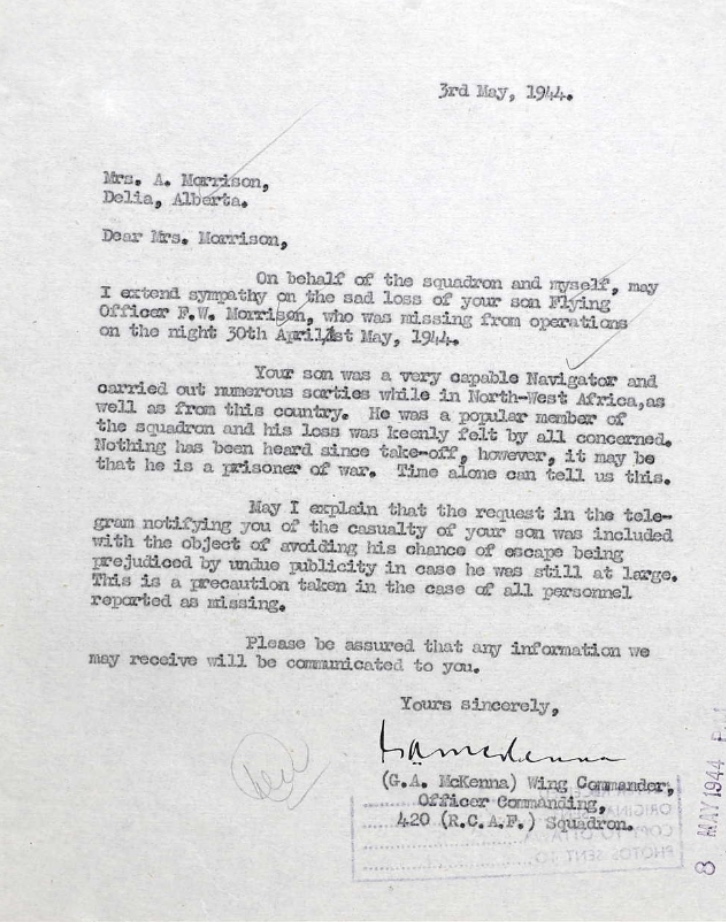 3rd May, 1944.
Mrs. A. Morrison,
Delia, Alberta.
Dear Mrs. Morrison,
On behalf of the squadron and myself, may
I extend sympathy on the sad loss of your son Flying
Officer F.W. Morrison, who was missing from operations
on the night 30th April/1st May, 1944.
Your son was a very capable Navigator and
carried out numerous sorties while in North-West Africa,as
well as from this country. He was a popular member of
the squadron and his loss was keenly felt by all concerned.
Nothing has been heard since take-off, however, it may be
that he is a prisoner of war. Time alone can tell us this.
May I explain that the request in the tele-
gram notifying you of the casualty of your son was included
with the object of avoiding his chance of escape being
prejudiced by undue publicity in case he was still at large.
This is a precaution taken in the case of all personnel
reported as missing.
Please be assured that any information we
may receive will be communicated to you.
Yours sincerely,
(G.A. McKenna) Wing Commander,
Officer Commanding,
420 (R.C.A.F.) Squadron.
8 MAY 1944
PHOTOS SENT TO